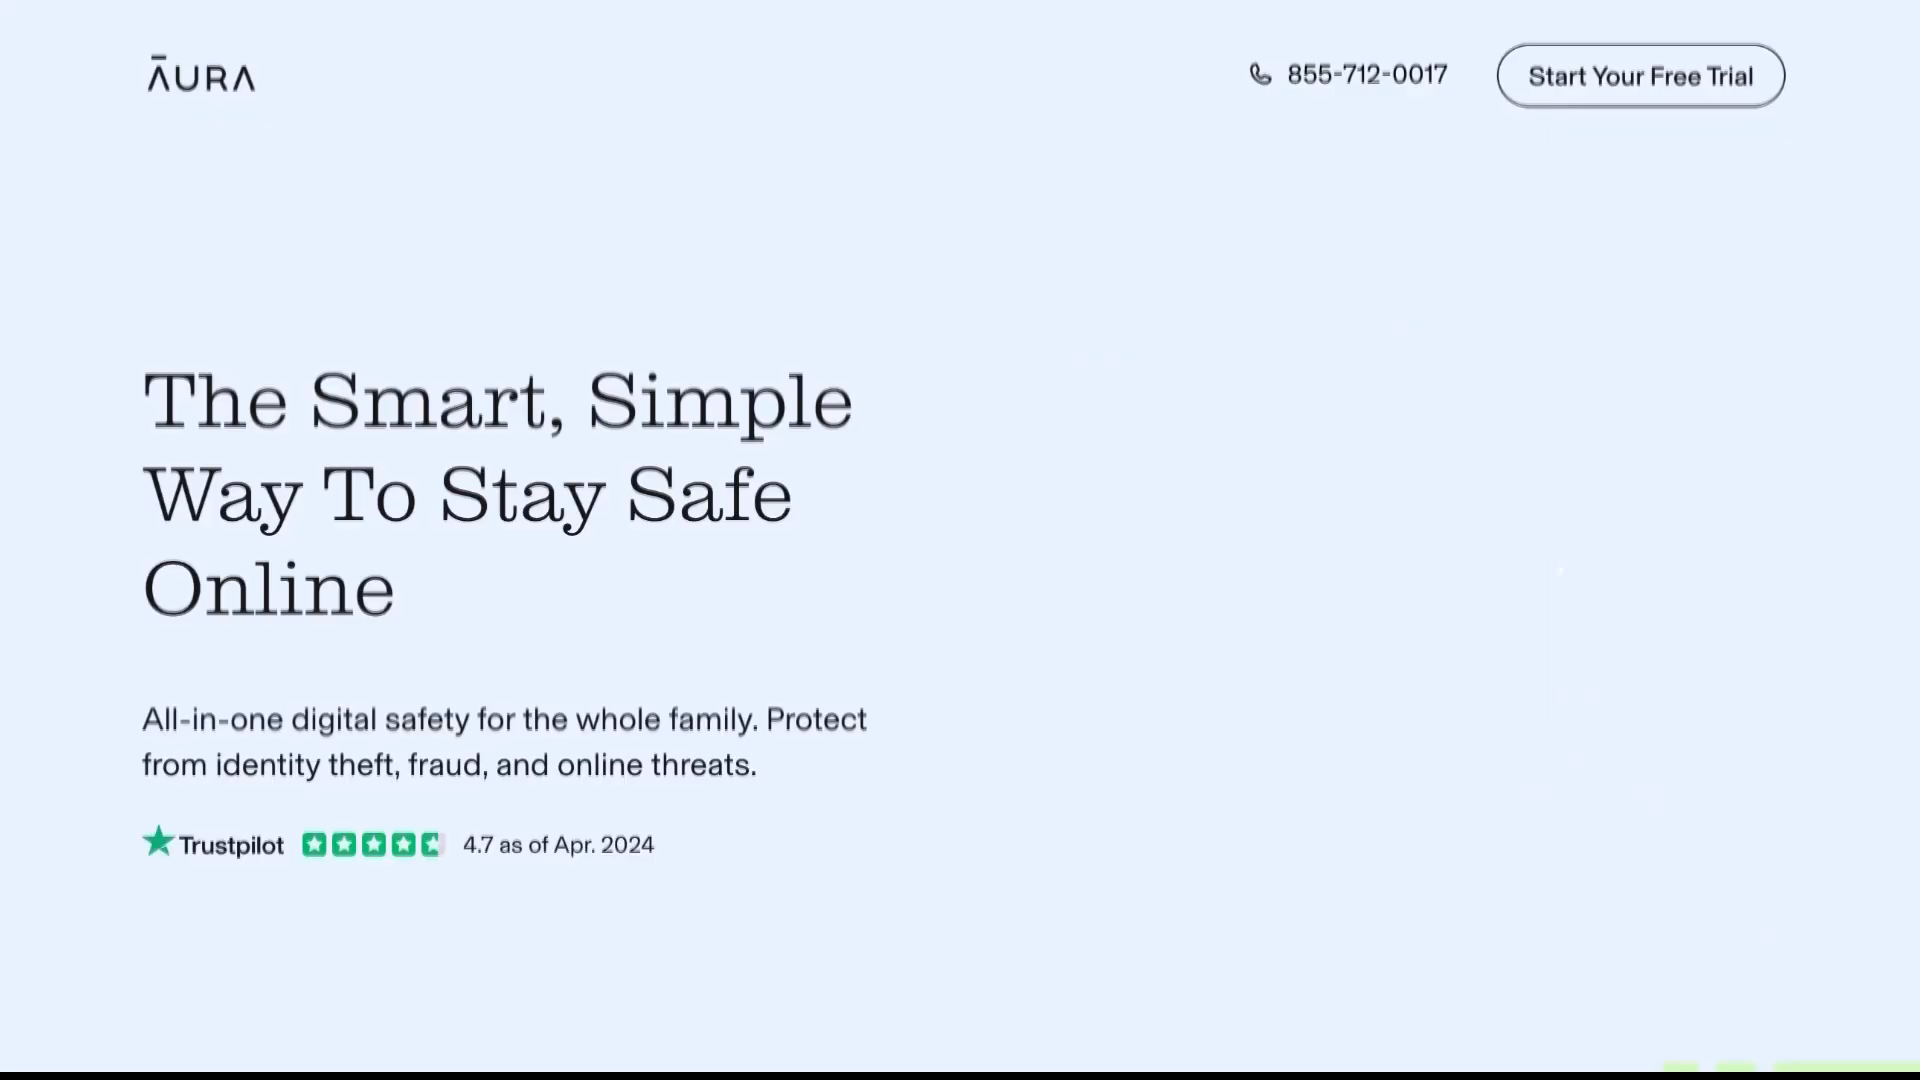 ĀURA
855-712-0017
Start Your Free Trial
The Smart, Simple
Way To Stay Safe
Online
All-in-one digital safety for the whole family. Protect
from identity theft, fraud, and online threats.
Trustpilot 4.7 as of Apr. 2024